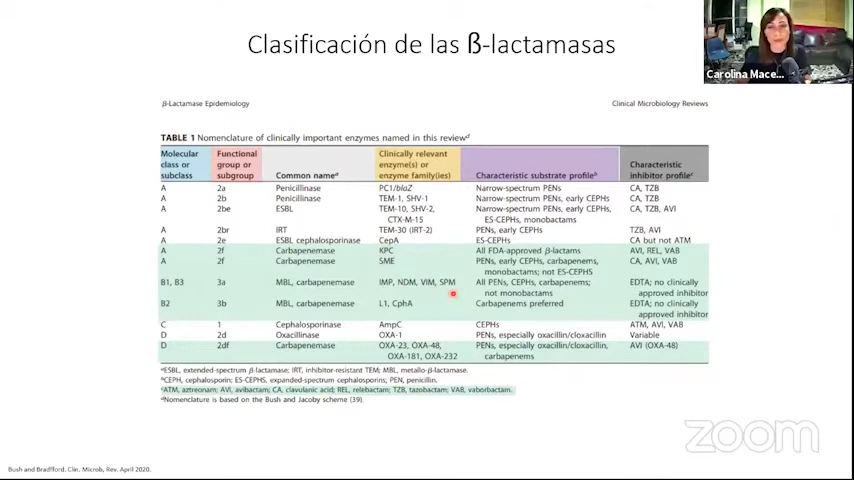 Clasificación de las ß-lactamasas
Carolina Mace...
β-Lactamase Epidemiology
Clinical Microbiology Reviews
TABLE 1 Nomenclature of clinically important enzymes named in this reviewᵈ
Molecular class or subclass Functional group or subgroup Common nameᵃ Clinically relevant enzyme(s) or enzyme family(ies) Characteristic substrate profileᵇ Characteristic inhibitor profileᶜ
A 2a Penicillinase PC1/blaZ Narrow-spectrum PENs CA, TZB
A 2b Penicillinase TEM-1, SHV-1 Narrow-spectrum PENs, early CEPHs CA, TZB
A 2be ESBL TEM-10, SHV-2, Narrow-spectrum PENs, early CEPHs, CA, TZB, AVI
CTX-M-15 ES-CEPHs, monobactams
A 2br IRT TEM-30 (IRT-2) PENs, early CEPHs TZB, AVI
A 2e ESBL cephalosporinase CepA ES-CEPHs CA but not ATM
A 2f Carbapenemase KPC All FDA-approved β-lactams AVI, REL, VAB
A 2f Carbapenemase SME PENs, early CEPHs, carbapenems, CA, AVI, VAB
monobactams; not ES-CEPHS
B1, B3 3a MBL, carbapenemase IMP, NDM, VIM, SPM All PENs, CEPHs, carbapenems; EDTA; no clinically
not monobactams approved inhibitor
B2 3b MBL, carbapenemase L1, CphA Carbapenems preferred EDTA; no clinically
approved inhibitor
C 1 Cephalosporinase AmpC CEPHs ATM, AVI, VAB
D 2d Oxacillinase OXA-1 PENs, especially oxacillin/cloxacillin Variable
D 2df Carbapenemase OXA-23, OXA-48, PENs, especially oxacillin/cloxacillin, AVI (OXA-48)
OXA-181, OXA-232 carbapenems
ᵃESBL, extended-spectrum β-lactamase; IRT, inhibitor-resistant TEM; MBL, metallo-β-lactamase.
ᵇCEPH, cephalosporin; ES-CEPHS, expanded-spectrum cephalosporins; PEN, penicillin.
ᶜATM, aztreonam; AVI, avibactam; CA, clavulanic acid; REL, relebactam; TZB, tazobactam; VAB, vaborbactam.
ᵈNomenclature is based on the Bush and Jacoby scheme (39).
zoom
Bush and Bradfford. Clin. Microb, Rev. April 2020.